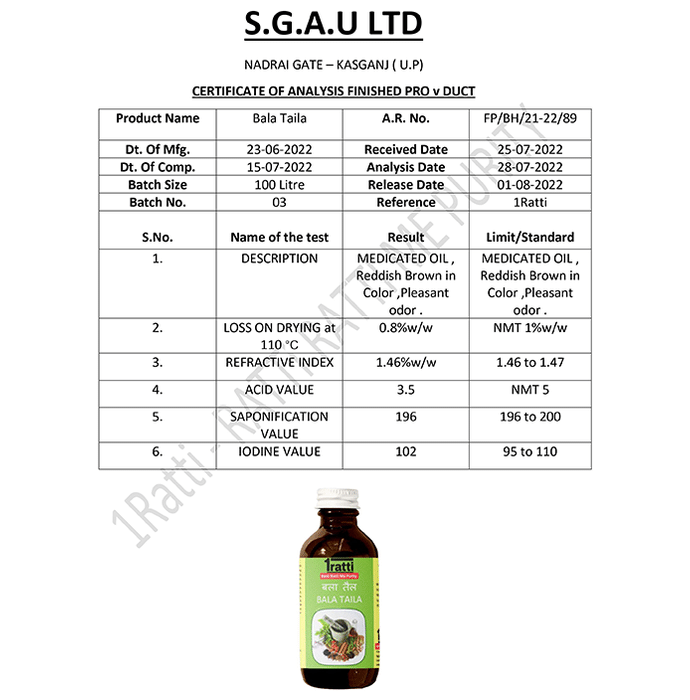 S.G.A.U LTD
NADRAI GATE – KASGANJ ( U.P)
CERTIFICATE OF ANALYSIS FINISHED PRO v DUCT
Product Name Bala Taila A.R. No. FP/BH/21-22/89
Dt. Of Mfg. 23-06-2022 Received Date 25-07-2022
Dt. Of Comp. 15-07-2022 Analysis Date 28-07-2022
Batch Size 100 Litre Release Date 01-08-2022
Batch No. 03 Reference 1Ratti
S.No. Name of the test Result Limit/Standard
1. DESCRIPTION MEDICATED OIL , MEDICATED OIL ,
Reddish Brown in Reddish Brown in
Color ,Pleasant Color ,Pleasant
odor . odor .
2. LOSS ON DRYING at 0.8%w/w NMT 1%w/w
110 °C
3. REFRACTIVE INDEX 1.46%w/w 1.46 to 1.47
4. ACID VALUE 3.5 NMT 5
5. SAPONIFICATION 196 196 to 200
VALUE
6. IODINE VALUE 102 95 to 110
1Ratti - RATTI RATTI ME PURITY
1ratti
Ratti Ratti Me Purity
बला तैल
BALA TAILA